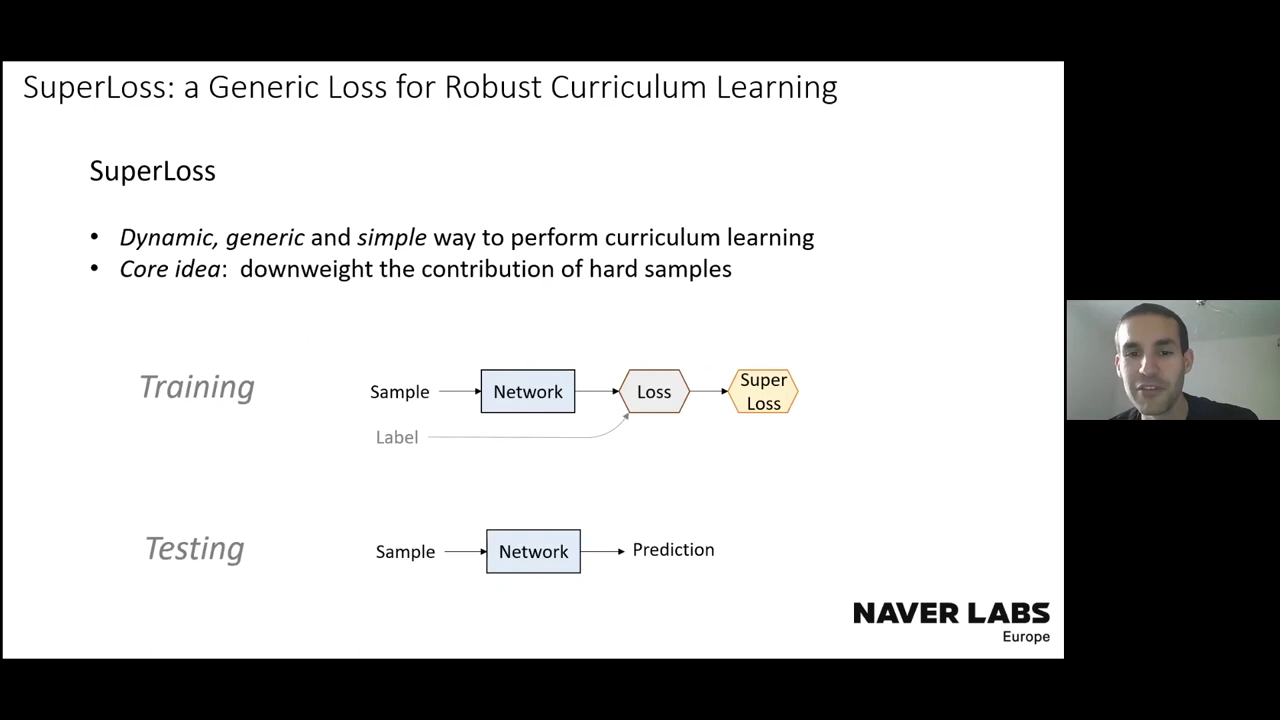 SuperLoss: a Generic Loss for Robust Curriculum Learning
SuperLoss
• Dynamic, generic and simple way to perform curriculum learning
• Core idea: downweight the contribution of hard samples
Training
Sample
Network
Loss
Super
Loss
Label
Testing
Sample
Network
Prediction
NAVER LABS
Europe